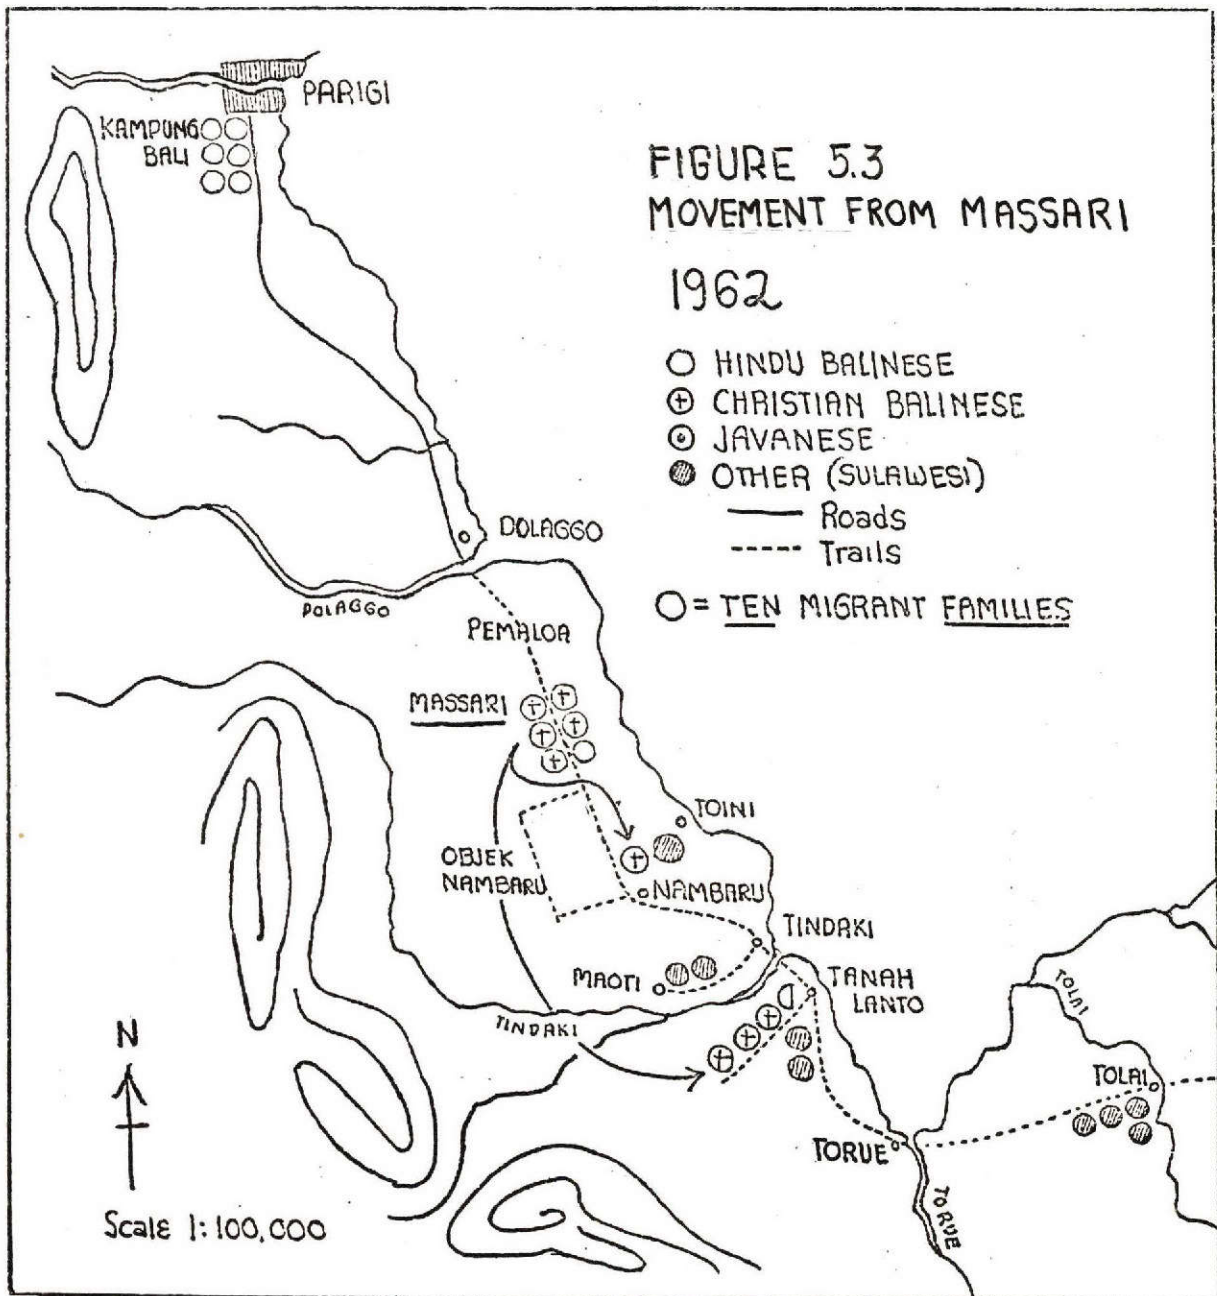 PARIGI
KAMPUNG
BALI
FIGURE 5.3
MOVEMENT FROM MASSARI
1962
HINDU BALINESE
CHRISTIAN BALINESE
JAVANESE
OTHER (SULAWESI)
Roads
Trails
= TEN MIGRANT FAMILIES
DOLAGGO
DOLAGGO
PEMALOA
MASSARI
TOINI
OBJEK
NAMBARU
NAMBARU
TINDAKI
MAOTI
TANAH
LANTO
TINDAKI
TOLAI
TOLAI
TORUE
TORUE
N
Scale 1:100,000